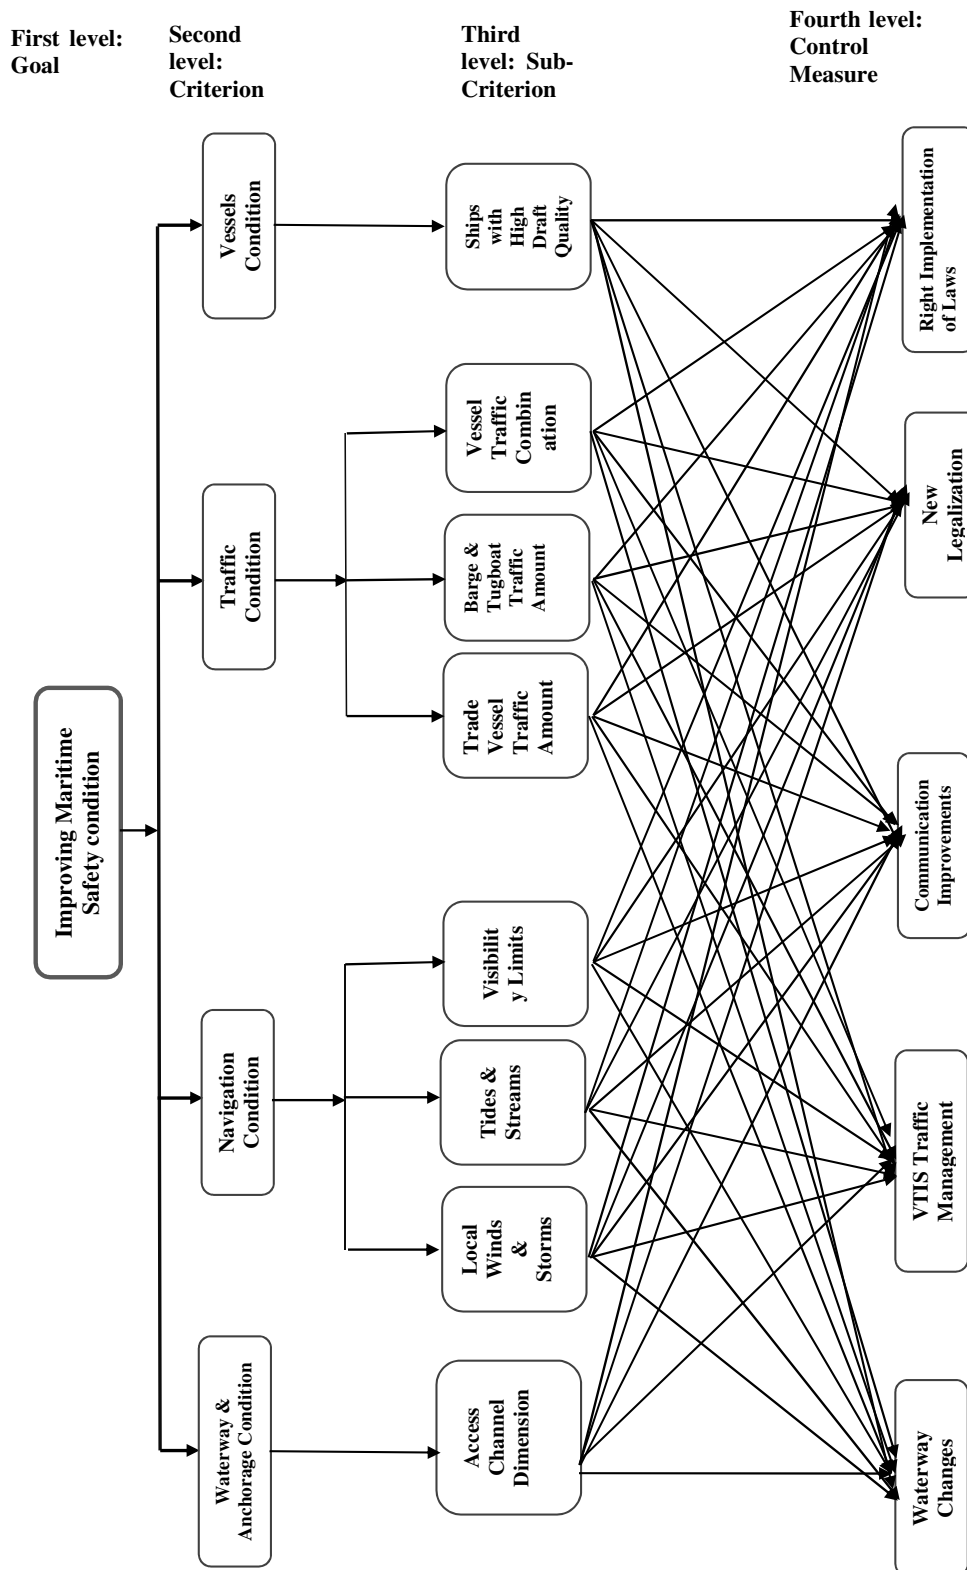 First level:
Goal
Second
level:
Criterion
Third
level: Sub-
Criterion
Fourth level:
Control
Measure
Improving Maritime
Safety condition
Vessels
Condition
Traffic
Condition
Navigation
Condition
Waterway &
Anchorage Condition
Ships
with
High
Draft
Quality
Vessel
Traffic
Combin
ation
Barge &
Tugboat
Traffic
Amount
Trade
Vessel
Traffic
Amount
Visibilit
y Limits
Tides &
Streams
Local
Winds
&
Storms
Access
Channel
Dimension
Right Implementation
of Laws
New
Legalization
Communication
Improvements
VTIS Traffic
Management
Waterway
Changes